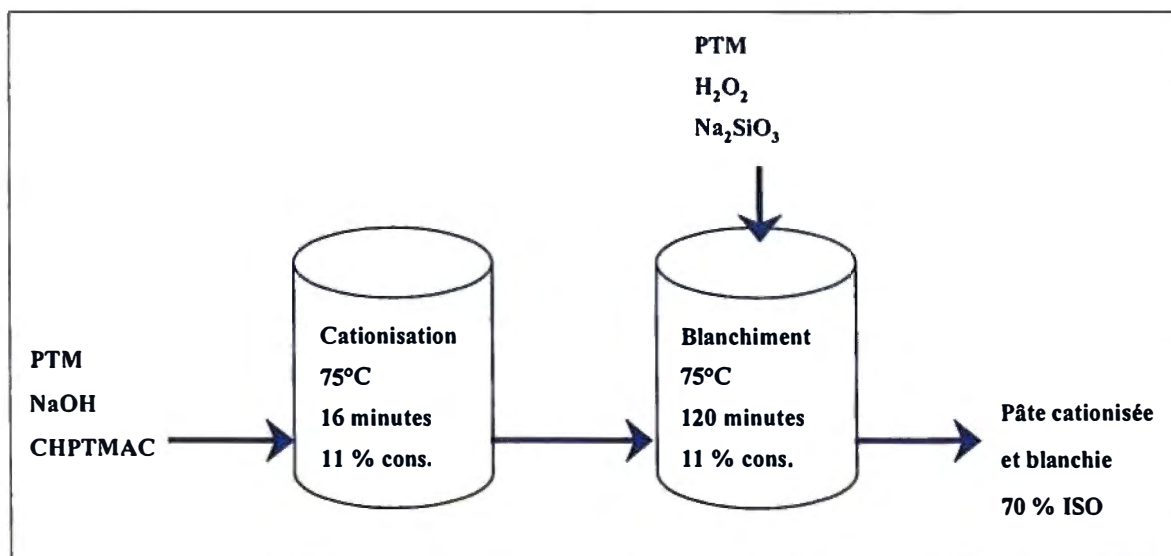 PTM
H₂O₂
Na₂SiO₃
PTM
NaOH
CHPTMAC
Cationisation
75°C
16 minutes
11 % cons.
Blanchiment
75°C
120 minutes
11 % cons.
Pâte cationisée
et blanchie
70 % ISO